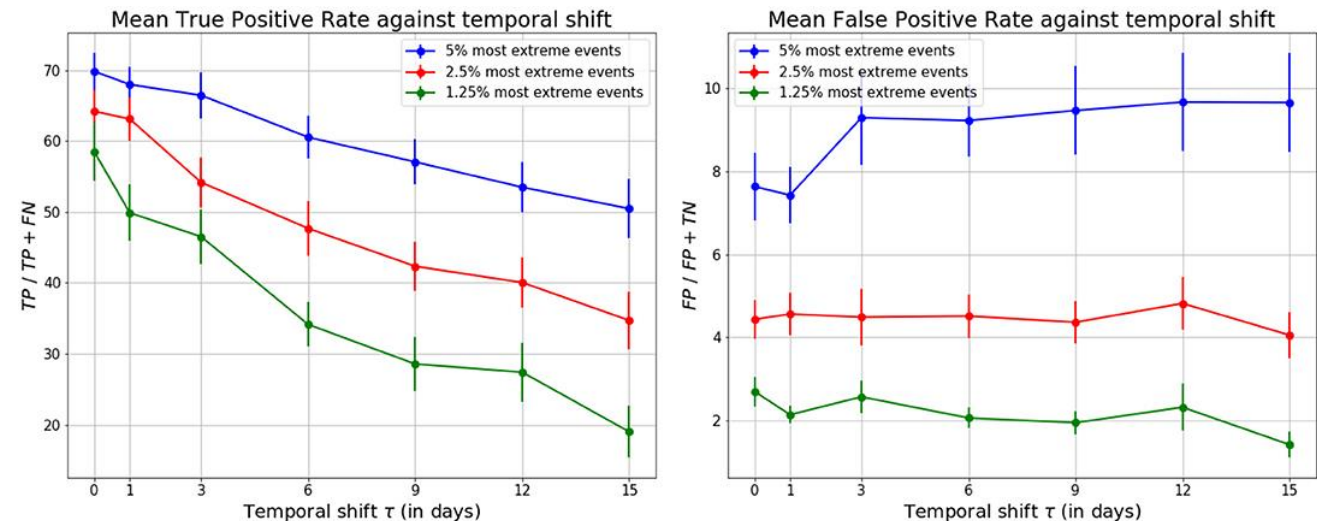 Mean True Positive Rate against temporal shift
5% most extreme events
2.5% most extreme events
1.25% most extreme events
TP / TP + FN
70
60
50
40
30
20
0 1 3 6 9 12 15
Temporal shift τ (in days)
Mean False Positive Rate against temporal shift
5% most extreme events
2.5% most extreme events
1.25% most extreme events
FP / FP + TN
10
8
6
4
2
0 1 3 6 9 12 15
Temporal shift τ (in days)